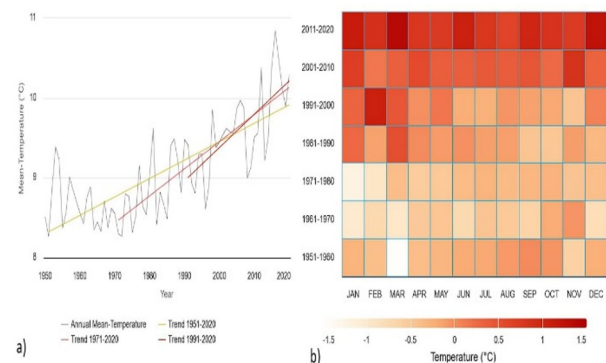 11
10
9
8
Mean-Temperature (°C)
1950 1960 1970 1980 1990 2000 2010 2020
Year
Annual Mean-Temperature
Trend 1951-2020
Trend 1971-2020
Trend 1991-2020
a)
2011-2020
2001-2010
1991-2000
1981-1990
1971-1980
1961-1970
1951-1960
JAN FEB MAR APR MAY JUN JUL AUG SEP OCT NOV DEC
-1.5 -1 -0.5 0 0.5 1.0 1.5
Temperature (°C)
b)